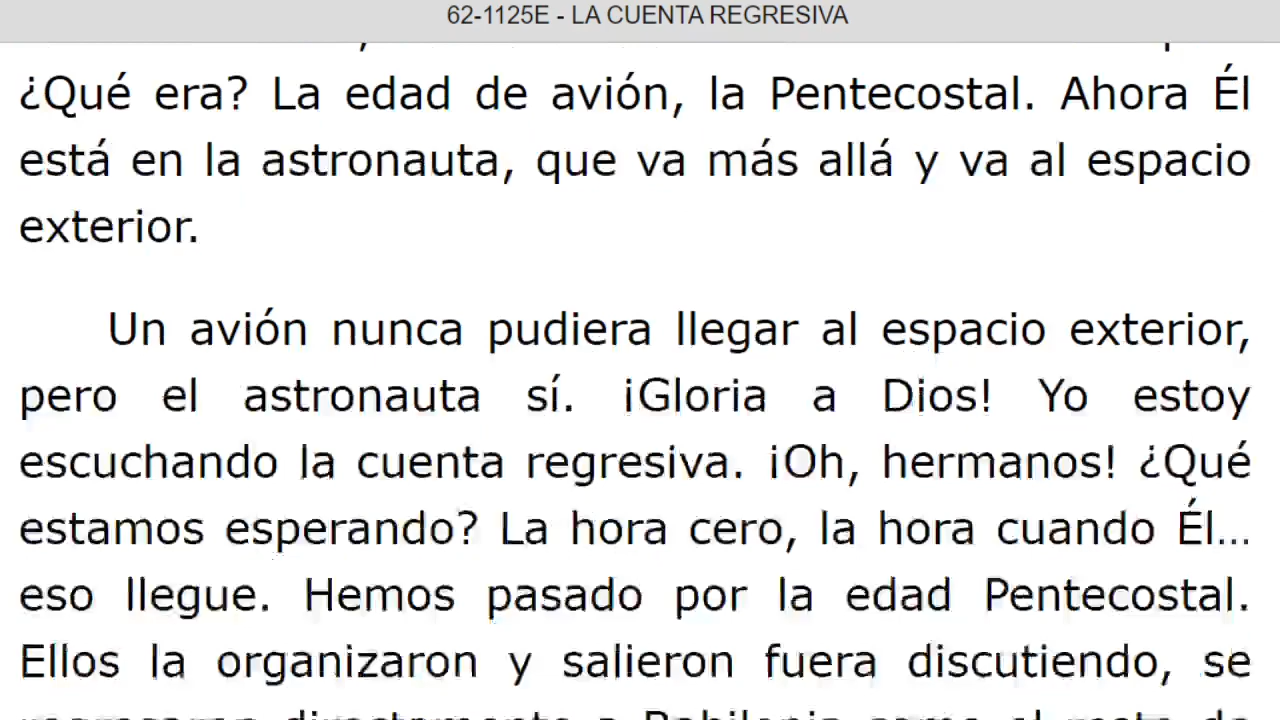 62-1125E - LA CUENTA REGRESIVA
¿Qué era? La edad de avión, la Pentecostal. Ahora Él
está en la astronauta, que va más allá y va al espacio
exterior.
Un avión nunca pudiera llegar al espacio exterior,
pero el astronauta sí. ¡Gloria a Dios! Yo estoy
escuchando la cuenta regresiva. ¡Oh, hermanos! ¿Qué
estamos esperando? La hora cero, la hora cuando Él...
eso llegue. Hemos pasado por la edad Pentecostal.
Ellos la organizaron y salieron fuera discutiendo, se